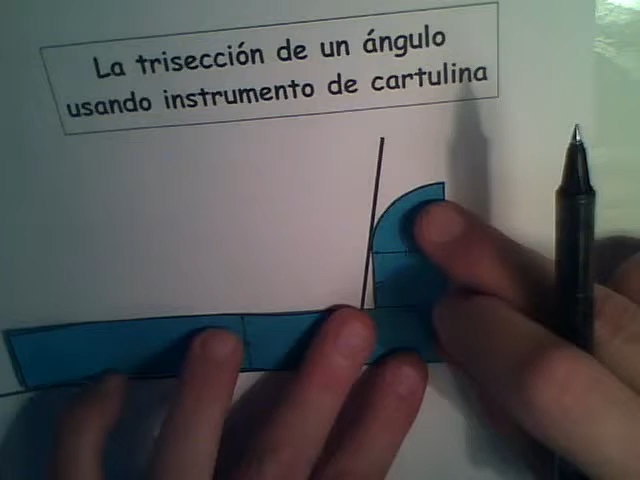 La trisección de un ángulo
usando instrumento de cartulina